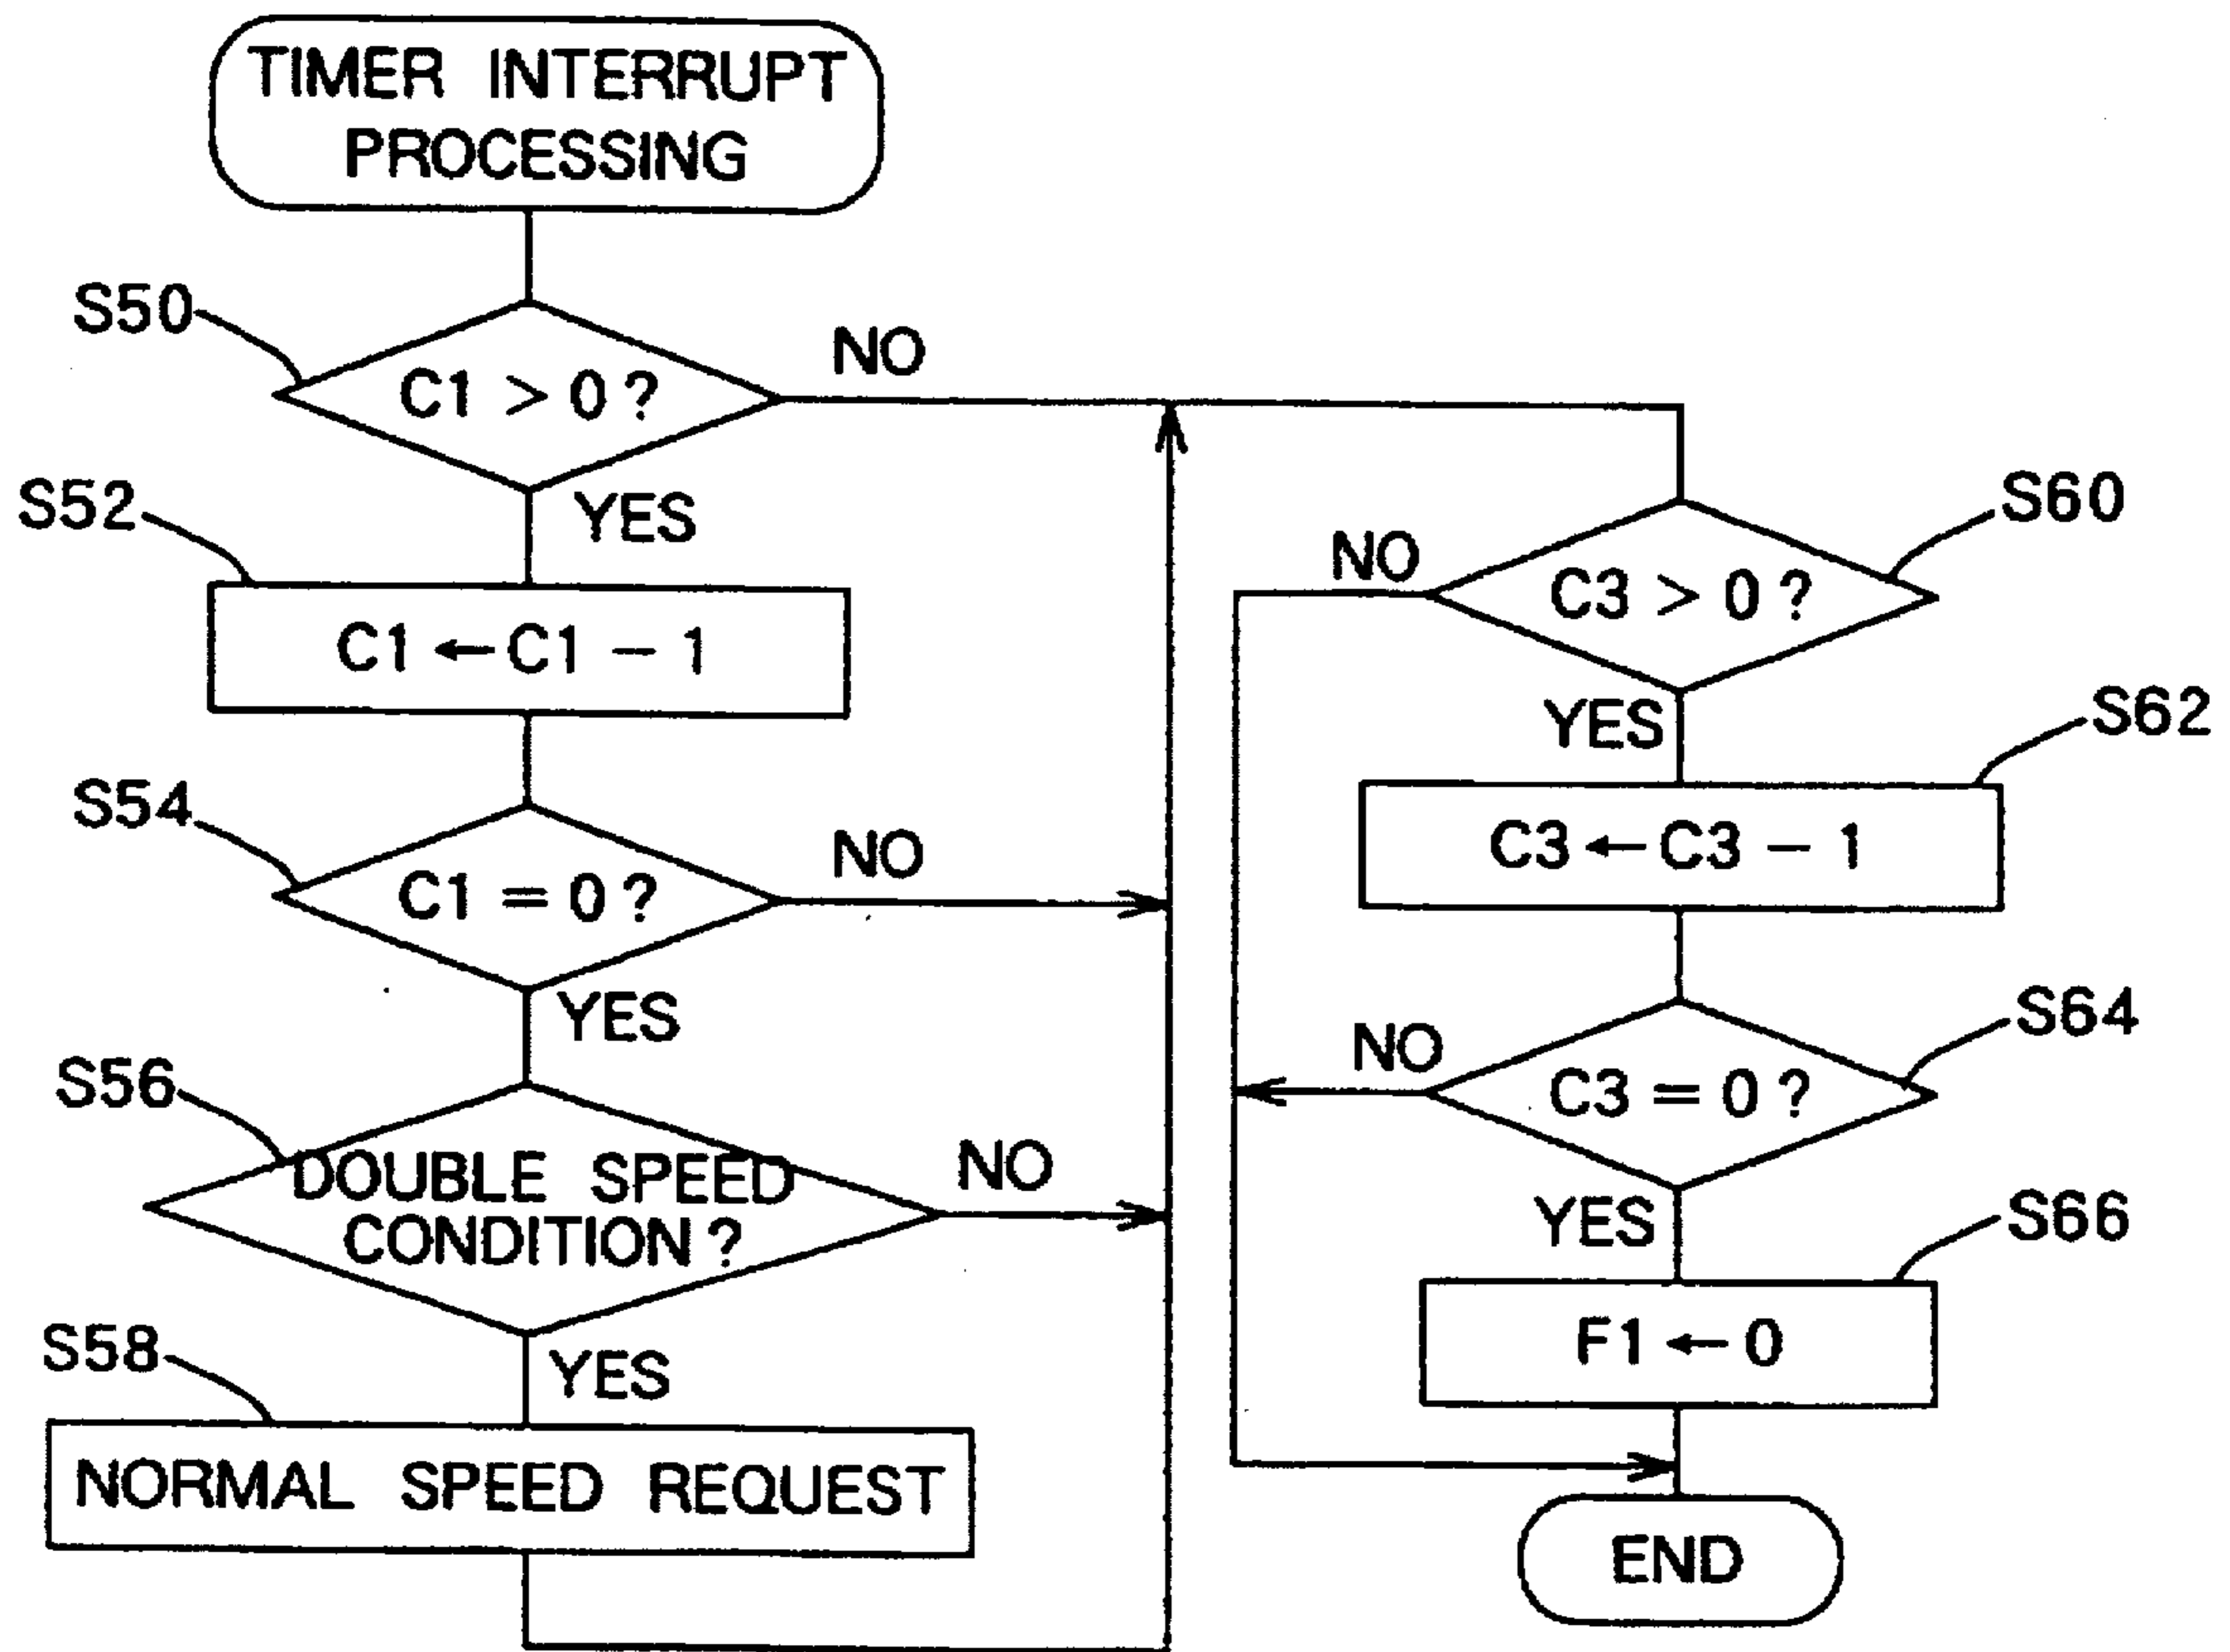 TIMER INTERRUPT
PROCESSING
S50
C1 > 0 ?
NO
YES
S52
C1 ← C1 − 1
S54
C1 = 0 ?
NO
YES
S56
DOUBLE SPEED
CONDITION ?
NO
YES
S58
NORMAL SPEED REQUEST
S60
C3 > 0 ?
NO
YES
S62
C3 ← C3 − 1
S64
C3 = 0 ?
NO
YES
S66
F1 ← 0
END